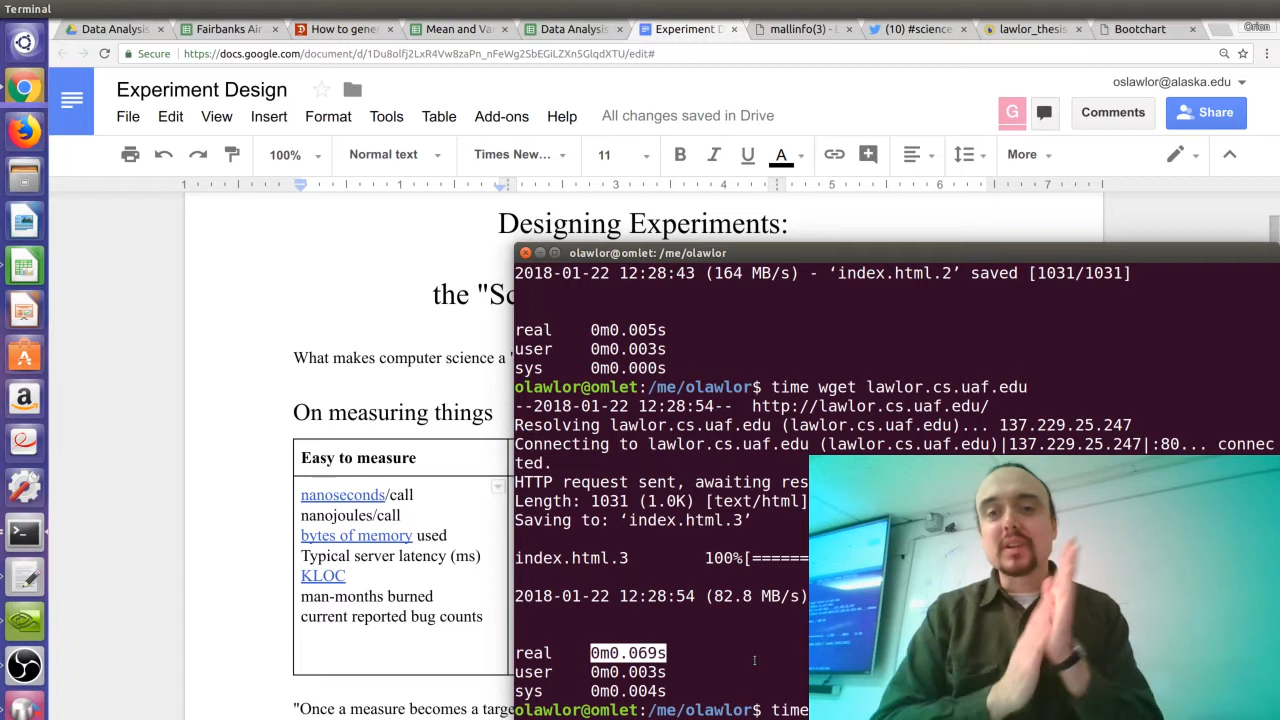 Terminal
Data Analysis
Fairbanks Air
How to gener
Mean and Var
Data Analysis
Experiment D
mallinfo(3) - L
(10) #science
lawlor_thesis
Bootchart
Orion
Secure
https://docs.google.com/document/d/1Du8olfj2LxR4Vw8zaPn_nFeWg2SbEGiLZXn5GlqdXTU/edit#
Experiment Design
oslawlor@alaska.edu
File Edit View Insert Format Tools Table Add-ons Help All changes saved in Drive
G
Comments
Share
100% Normal text Times New... 11 B I U A More
1 1 2 3 4 5 6 7
Designing Experiments:
the "Sc
What makes computer science a "
On measuring things
Easy to measure
nanoseconds/call
nanojoules/call
bytes of memory used
Typical server latency (ms)
KLOC
man-months burned
current reported bug counts
"Once a measure becomes a targe
olawlor@omlet: /me/olawlor
2018-01-22 12:28:43 (164 MB/s) - ‘index.html.2’ saved [1031/1031]
real 0m0.005s
user 0m0.003s
sys 0m0.000s
olawlor@omlet:/me/olawlor$ time wget lawlor.cs.uaf.edu
--2018-01-22 12:28:54-- http://lawlor.cs.uaf.edu/
Resolving lawlor.cs.uaf.edu (lawlor.cs.uaf.edu)... 137.229.25.247
Connecting to lawlor.cs.uaf.edu (lawlor.cs.uaf.edu)|137.229.25.247|:80... connec
ted.
HTTP request sent, awaiting res
Length: 1031 (1.0K) [text/html]
Saving to: ‘index.html.3’
index.html.3 100%[======
2018-01-22 12:28:54 (82.8 MB/s)
real 0m0.069s
user 0m0.003s
sys 0m0.004s
olawlor@omlet:/me/olawlor$ time